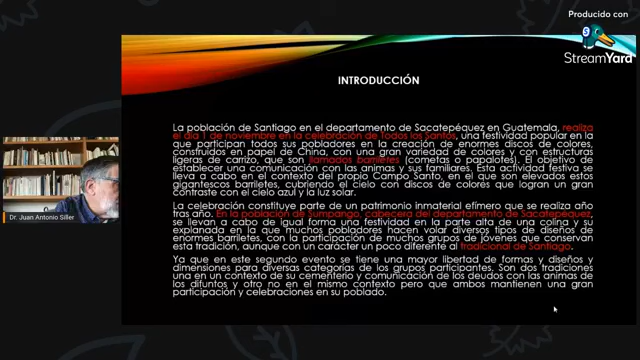 Producido con
StreamYard
INTRODUCCIÓN
La población de Santiago en el departamento de Sacatepéquez en Guatemala, realiza
el día 1 de noviembre en la celebración de Todos los Santos, una festividad popular en la
que participan todos sus pobladores en la creación de enormes discos de colores,
construidos en papel de China, con una gran variedad de colores y con estructuras
ligeras de carrizo, que son llamados barriletes (cometas o papalotes). El objetivo de
establecer una comunicación con las animas y sus familiares. Esta actividad festiva se
lleva a cabo en el contexto del propio Campo Santo, en el que son elevados estos
gigantescos barriletes, cubriendo el cielo con discos de colores que logran un gran
contraste con el cielo azul y la luz solar.
La celebración constituye parte de un patrimonio inmaterial efímero que se realiza año
tras año. En la población de Sumpango, cabecera del departamento de Sacatepéquez,
se llevan a cabo de igual forma una festividad en la parte alta de una colina y su
explanada en la que muchos pobladores hacen volar diversos tipos de diseños de
enormes barriletes, con la participación de muchos grupos de jóvenes que conservan
esta tradición, aunque con un carácter un poco diferente al tradicional de Santiago.
Ya que en este segundo evento se tiene una mayor libertad de formas y diseños y
dimensiones para diversas categorías de los grupos participantes. Son dos tradiciones
una en un contexto de su cementerio y comunicación de los deudos con las animas de
los difuntos y otro no en el mismo contexto pero que ambos mantienen una gran
participación y celebraciones en su poblado.
Dr. Juan Antonio Siller